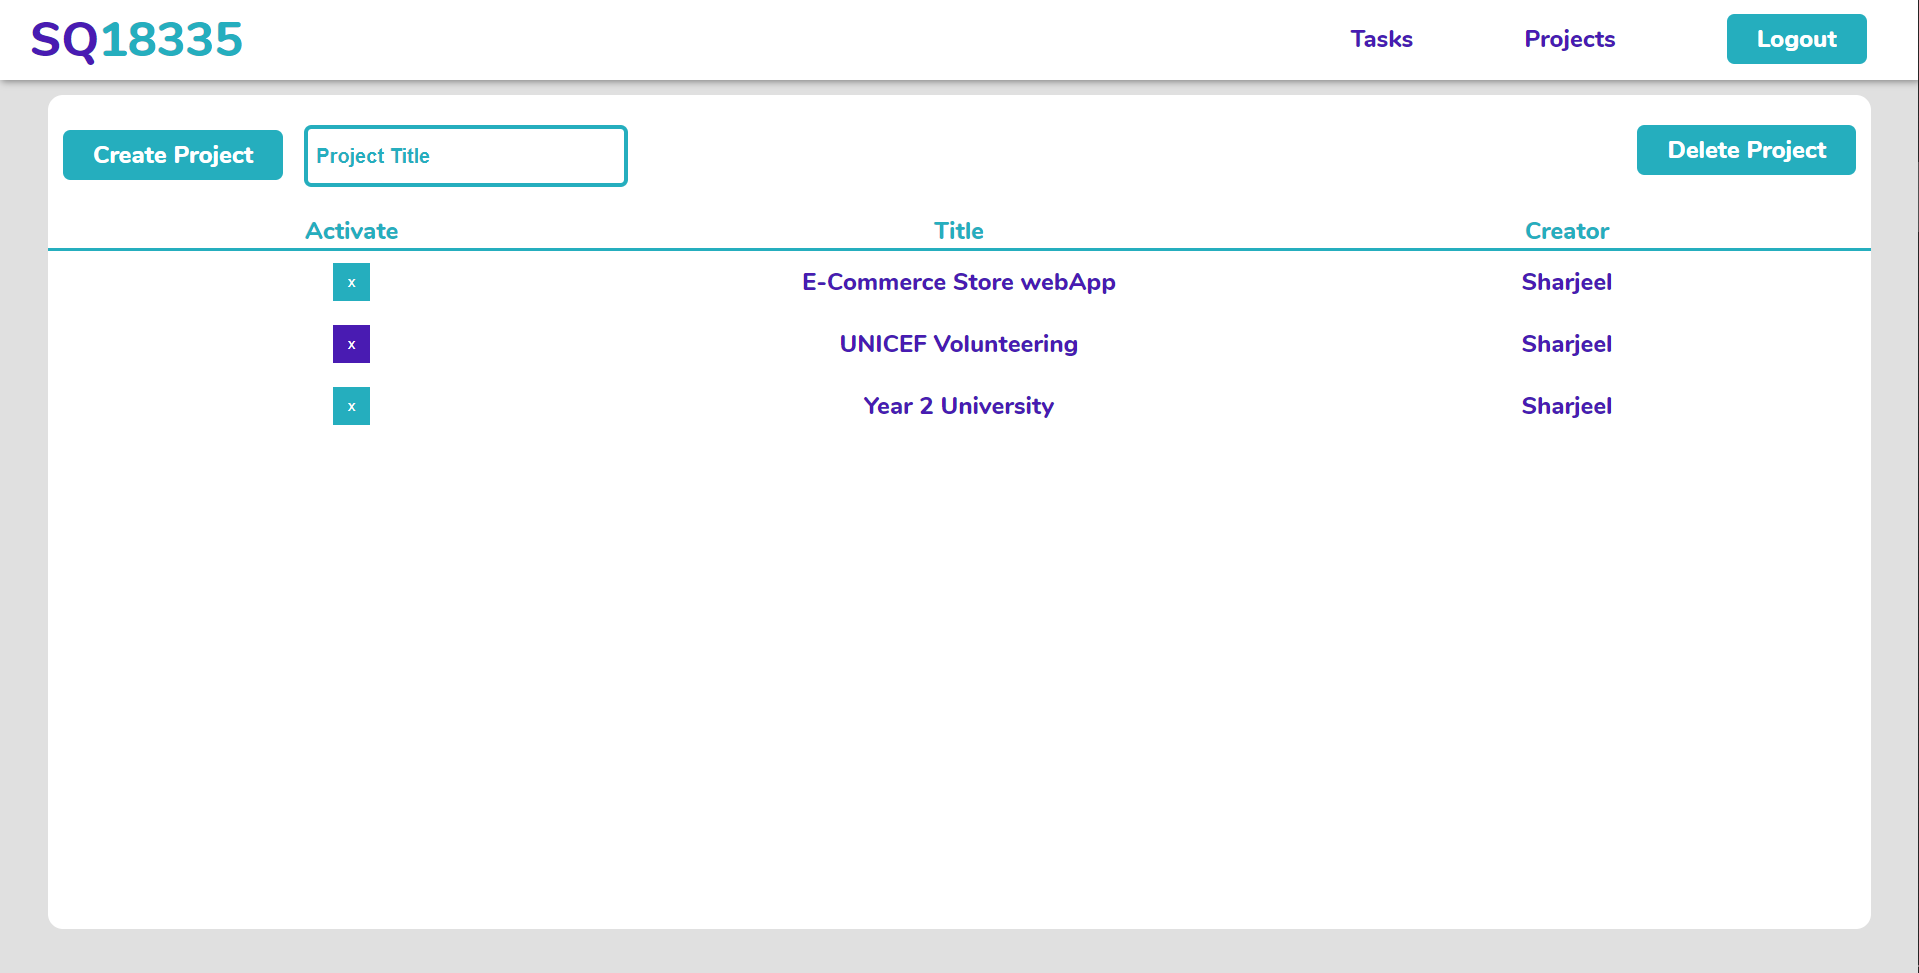 SQ18335 Tasks Projects Logout
Create Project Project Title Delete Project
Activate Title Creator
x E-Commerce Store webApp Sharjeel
x UNICEF Volunteering Sharjeel
x Year 2 University Sharjeel